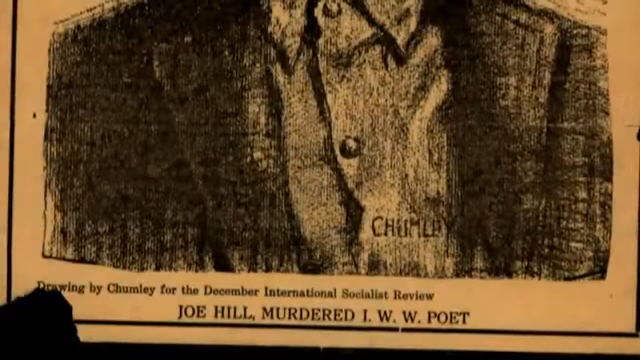 CHUMLEY
Drawing by Chumley for the December International Socialist Review
JOE HILL, MURDERED I. W. W. POET